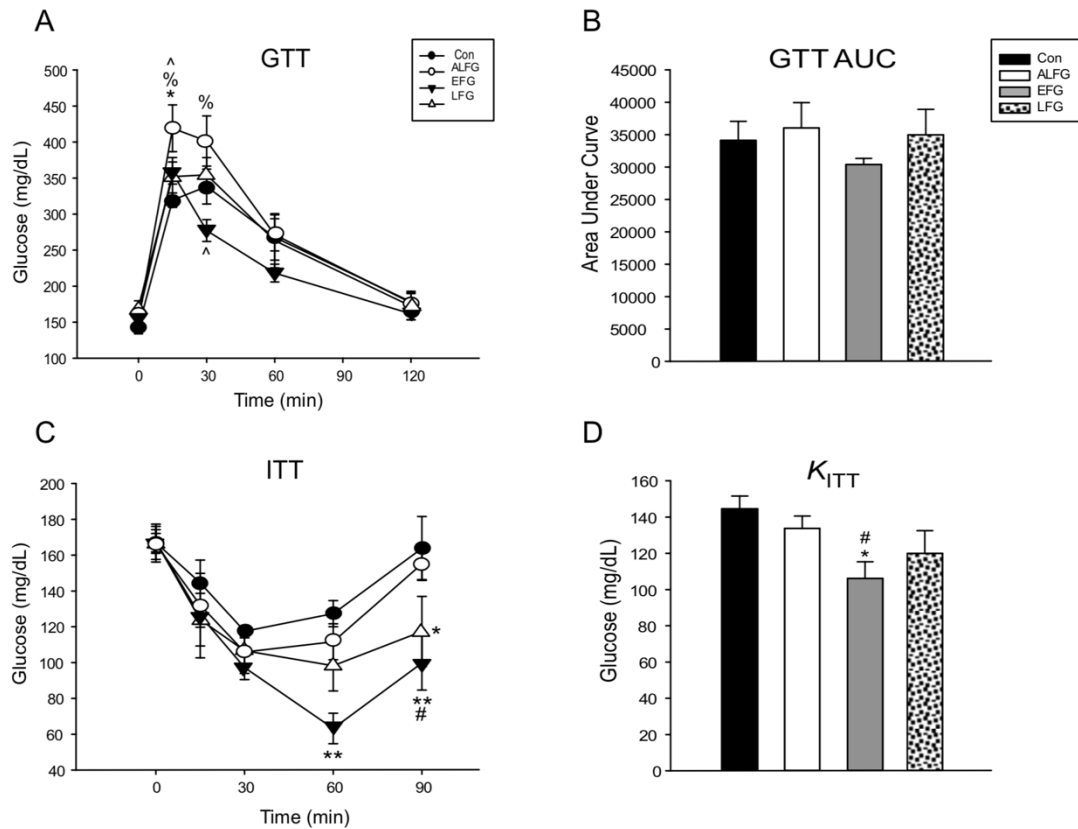 A
GTT
Con
ALFG
EFG
LFG
Glucose (mg/dL)
500
450
400
350
300
250
200
150
100
^
%
*
%
^
0
30
60
90
120
Time (min)
B
GTT AUC
Con
ALFG
EFG
LFG
Area Under Curve
45000
40000
35000
30000
25000
20000
15000
10000
5000
0
C
ITT
Glucose (mg/dL)
200
180
160
140
120
100
80
60
40
*
**
**
#
0
30
60
90
Time (min)
D
KITT
Glucose (mg/dL)
160
140
120
100
80
60
40
20
0
#
*